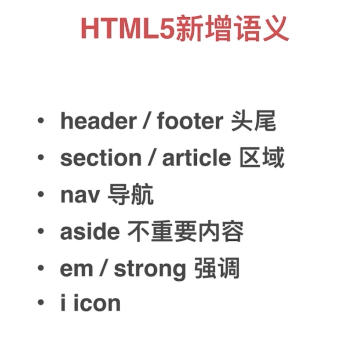 HTML5新增语义
• header / footer 头尾
• section / article 区域
• nav 导航
• aside 不重要内容
• em / strong 强调
• i icon